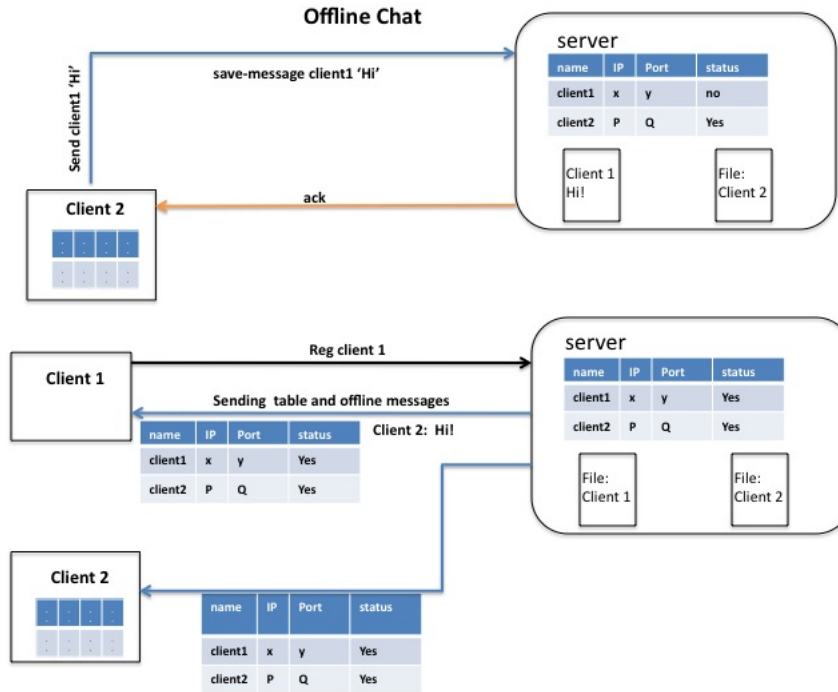 Offline Chat
Send client1 ‘Hi’
save-message client1 ‘Hi’
server
name IP Port status
client1 x y no
client2 P Q Yes
Client 1
Hi!
File:
Client 2
ack
Client 2
: : : :
: : : :
server
name IP Port status
client1 x y Yes
client2 P Q Yes
File:
Client 1
File:
Client 2
Reg client 1
Client 1
Sending table and offline messages
Client 2: Hi!
name IP Port status
client1 x y Yes
client2 P Q Yes
Client 2
: : : :
: : : :
name IP Port status
client1 x y Yes
client2 P Q Yes